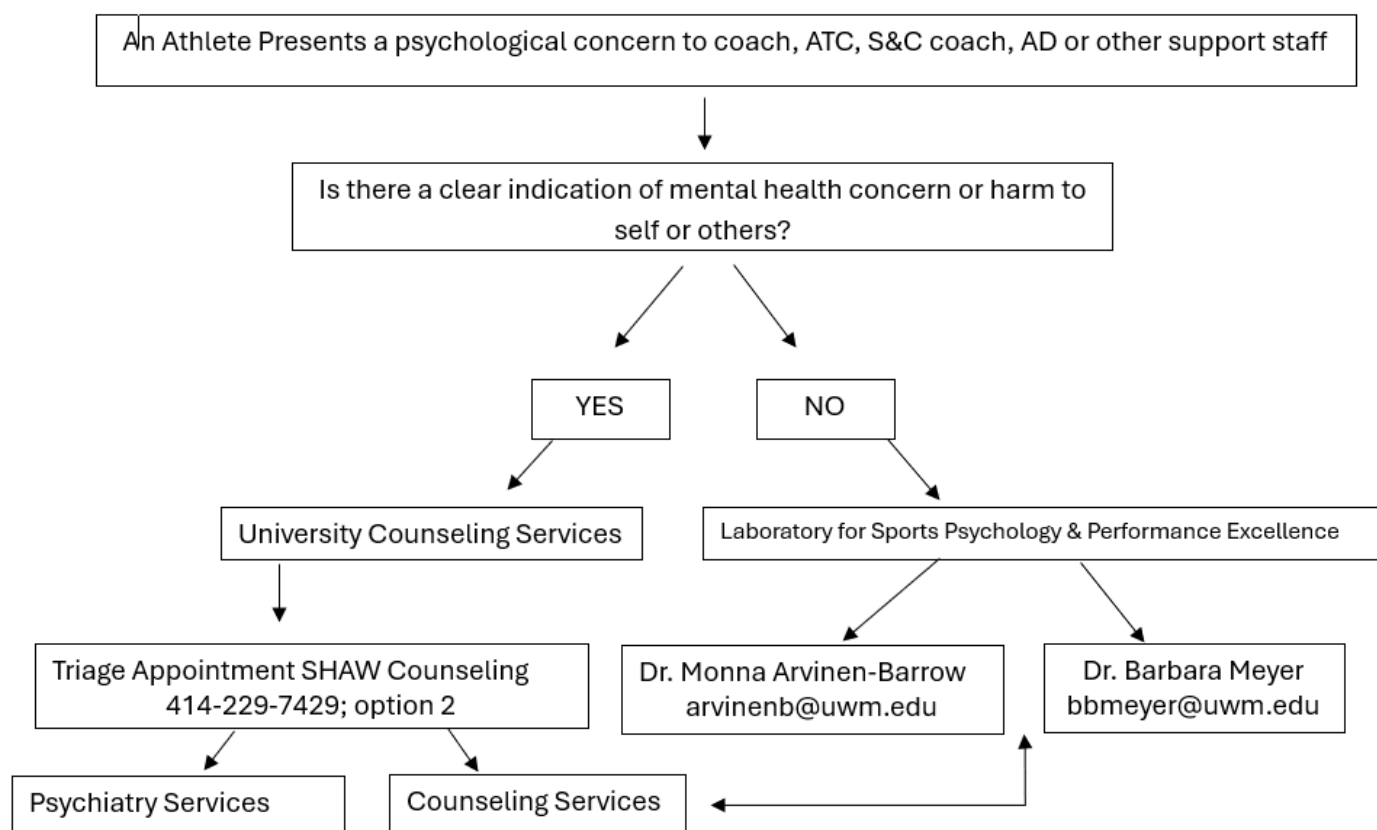 An Athlete Presents a psychological concern to coach, ATC, S&C coach, AD or other support staff
Is there a clear indication of mental health concern or harm to
self or others?
YES
NO
University Counseling Services
Laboratory for Sports Psychology & Performance Excellence
Triage Appointment SHAW Counseling
414-229-7429; option 2
Dr. Monna Arvinen-Barrow
arvinenb@uwm.edu
Dr. Barbara Meyer
bbmeyer@uwm.edu
Psychiatry Services
Counseling Services